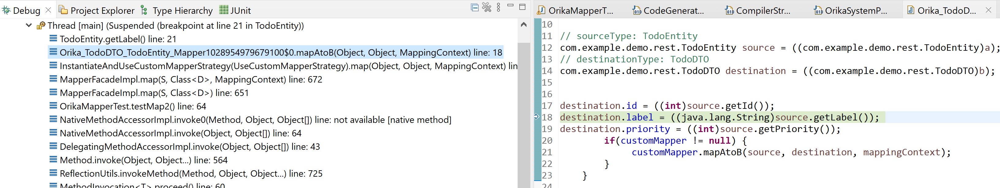 Debug
Project Explorer
Type Hierarchy
JUnit
Thread [main] (Suspended (breakpoint at line 21 in TodoEntity))
TodoEntity.getLabel() line: 21
Orika_TodoDTO_TodoEntity_Mapper1028954979679100$0.mapAtoB(Object, Object, MappingContext) line: 18
InstantiateAndUseCustomMapperStrategy(UseCustomMapperStrategy).map(Object, Object, MappingContext) lin
MapperFacadeImpl.map(S, Class<D>, MappingContext) line: 672
MapperFacadeImpl.map(S, Class<D>) line: 651
OrikaMapperTest.testMap2() line: 64
NativeMethodAccessorImpl.invoke0(Method, Object, Object[]) line: not available [native method]
NativeMethodAccessorImpl.invoke(Object, Object[]) line: 64
DelegatingMethodAccessorImpl.invoke(Object, Object[]) line: 43
Method.invoke(Object, Object...) line: 564
ReflectionUtils.invokeMethod(Method, Object, Object...) line: 725
MethodInvocation<T>.proceed() line: 60
OrikaMapperT...
CodeGenerat...
CompilerStr...
OrikaSystemP...
Orika_TodoD...
10
11 // sourceType: TodoEntity
12 com.example.demo.rest.TodoEntity source = ((com.example.demo.rest.TodoEntity)a);
13 // destinationType: TodoDTO
14 com.example.demo.rest.TodoDTO destination = ((com.example.demo.rest.TodoDTO)b);
15
16
17 destination.id = ((int)source.getId());
18 destination.label = ((java.lang.String)source.getLabel());
19 destination.priority = ((int)source.getPriority());
20 if(customMapper != null) {
21 customMapper.mapAtoB(source, destination, mappingContext);
22 }
23 }
24